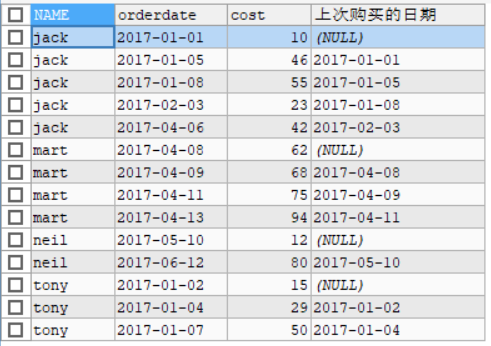 NAME orderdate cost 上次购买的日期
jack 2017-01-01 10 (NULL)
jack 2017-01-05 46 2017-01-01
jack 2017-01-08 55 2017-01-05
jack 2017-02-03 23 2017-01-08
jack 2017-04-06 42 2017-02-03
mart 2017-04-08 62 (NULL)
mart 2017-04-09 68 2017-04-08
mart 2017-04-11 75 2017-04-09
mart 2017-04-13 94 2017-04-11
neil 2017-05-10 12 (NULL)
neil 2017-06-12 80 2017-05-10
tony 2017-01-02 15 (NULL)
tony 2017-01-04 29 2017-01-02
tony 2017-01-07 50 2017-01-04